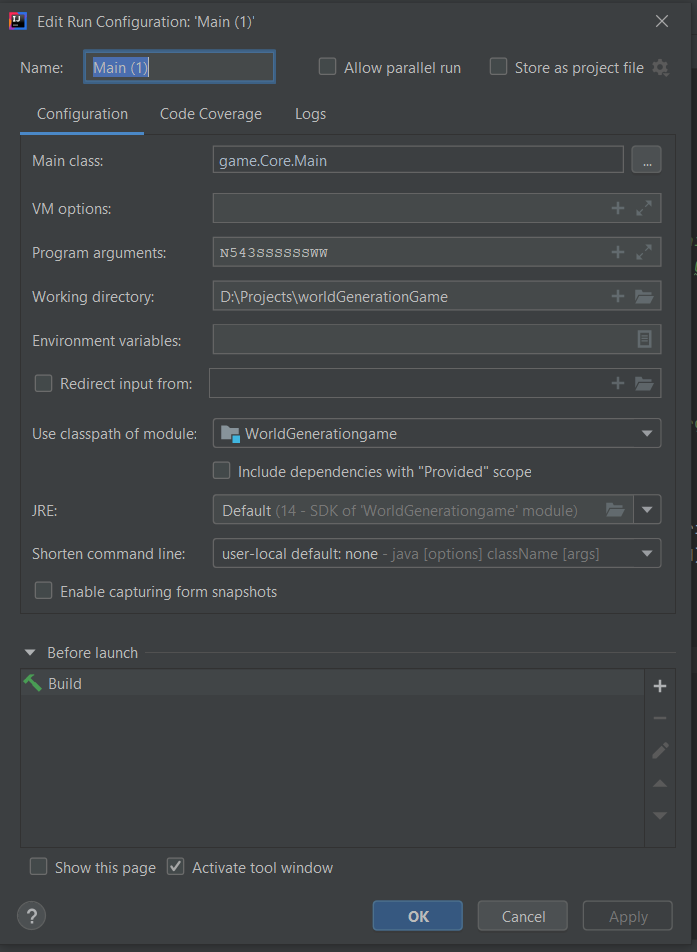 Edit Run Configuration: 'Main (1)'
Name: Main (1) Allow parallel run Store as project file
Configuration Code Coverage Logs
Main class: game.Core.Main ...
VM options:
Program arguments: N543SSSSSSWW
Working directory: D:\Projects\worldGenerationGame
Environment variables:
Redirect input from:
Use classpath of module: WorldGenerationgame
Include dependencies with "Provided" scope
JRE: Default (14 - SDK of 'WorldGenerationgame' module)
Shorten command line: user-local default: none - java [options] className [args]
Enable capturing form snapshots
Before launch
Build
Show this page Activate tool window
? OK Cancel Apply